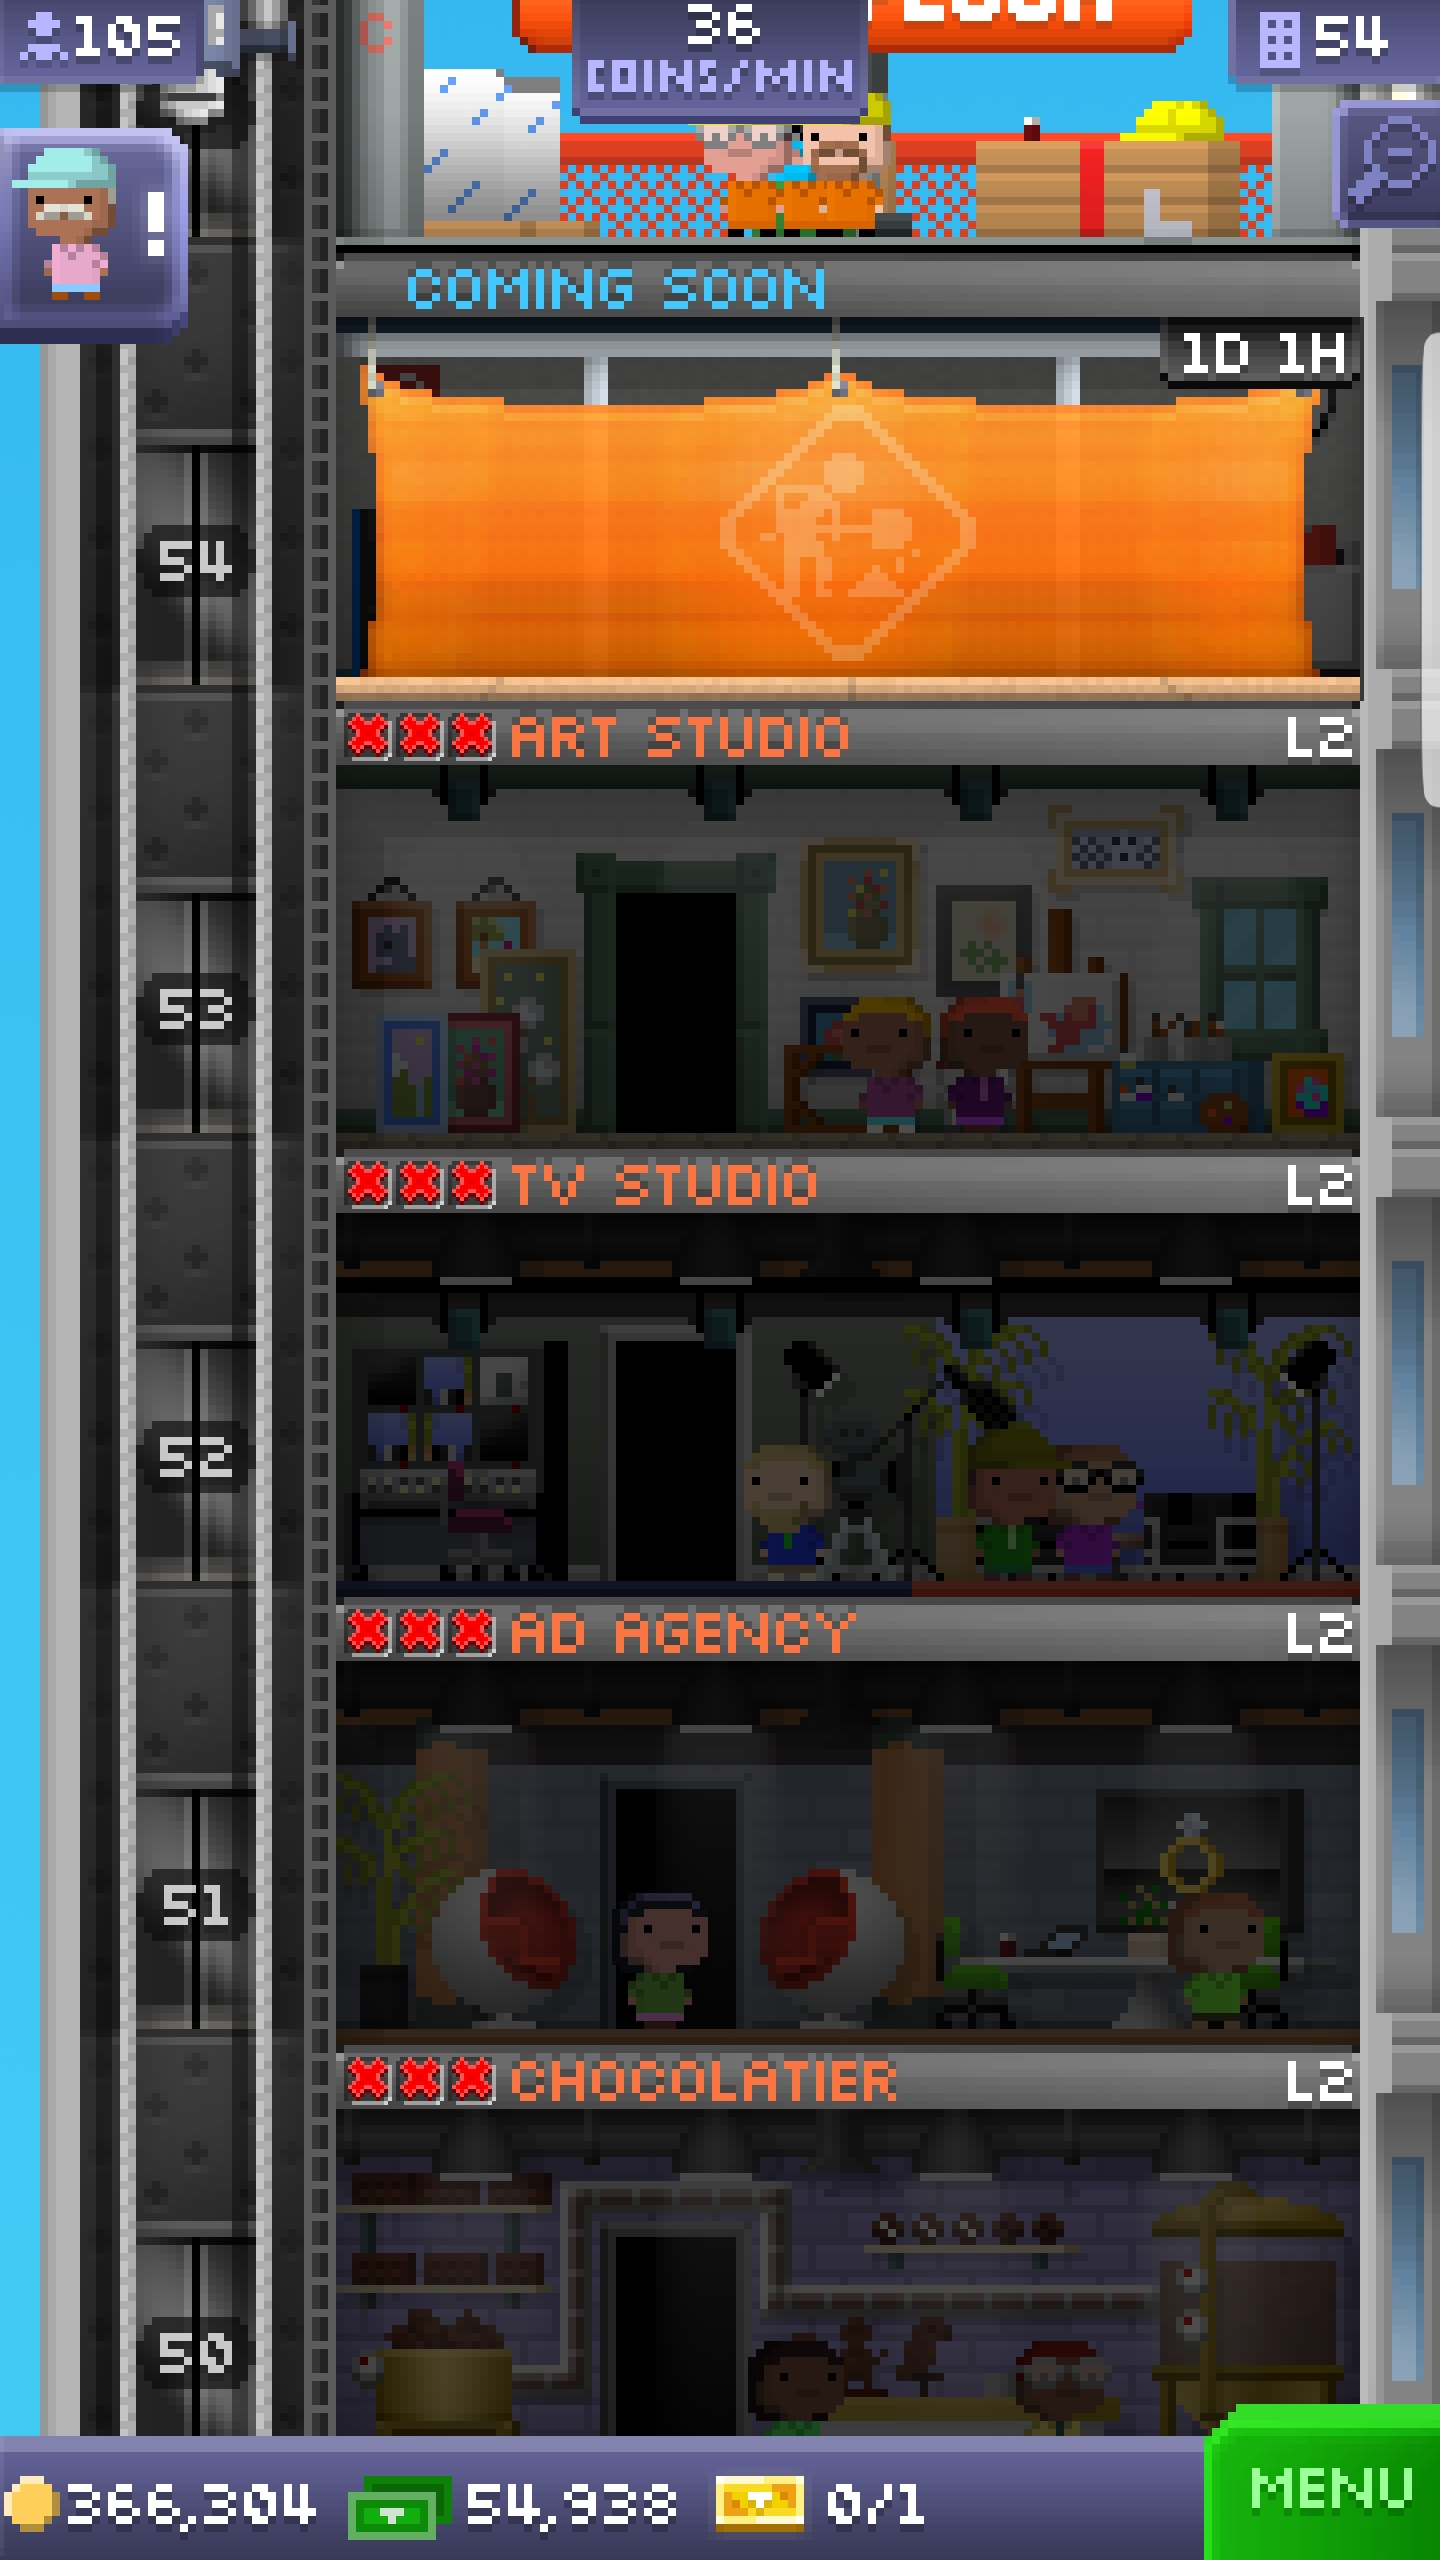 105
36
COINS/MIN
54
!
COMING SOON
1D 1H
54
ART STUDIO L2
53
TV STUDIO L2
52
AD AGENCY L2
51
CHOCOLATIER L2
50
366,304 54,938 0/1
MENU